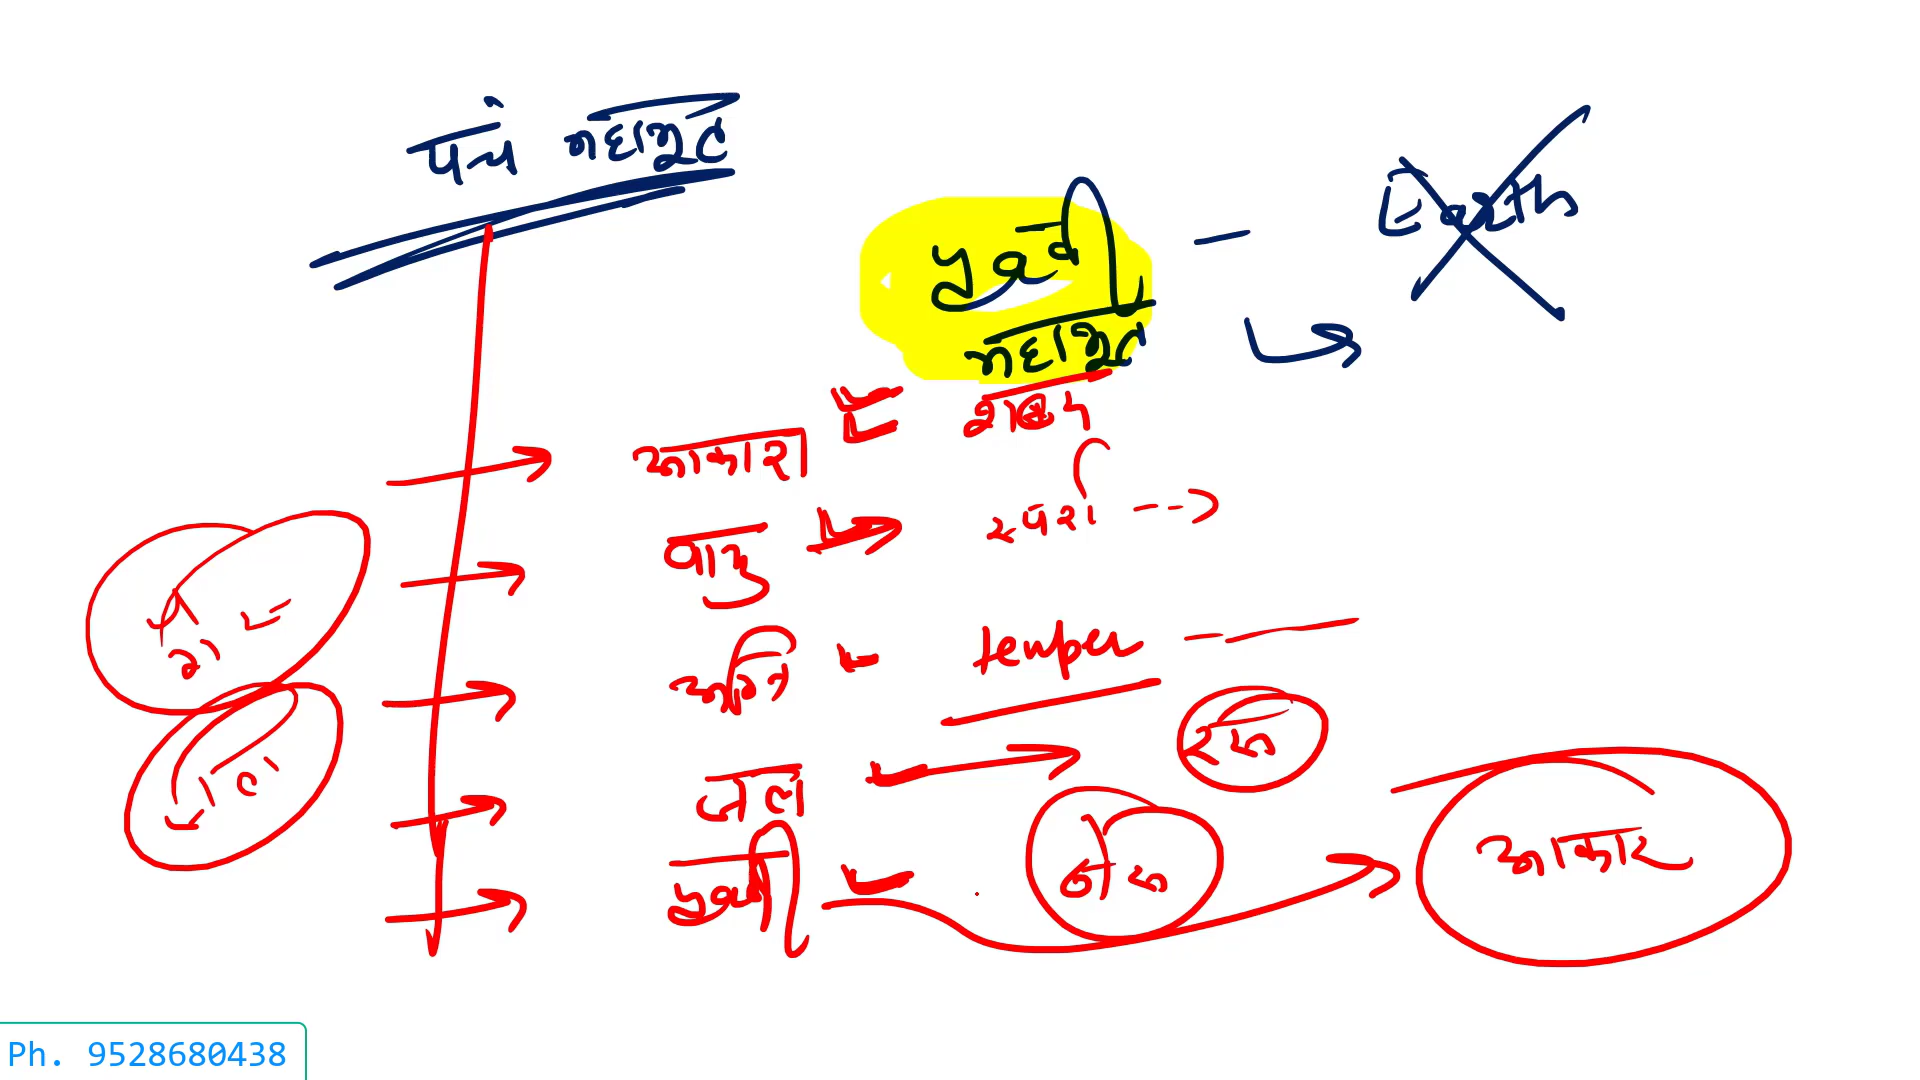 पंच महाभूत
पृथ्वी - Earth
महाभूत
आकाश शब्द
वायु स्पर्श
अग्नि temper
जल रस
पृथ्वी ठोस आकार
Ph. 9528680438